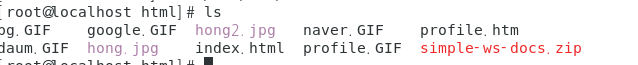 [root@localhost html]# ls
bg.GIF    google.GIF  hong2.jpg   naver.GIF    profile.htm
daum.GIF  hong.jpg    index.html  profile.GIF  simple-ws-docs.zip
[root@localhost html]#